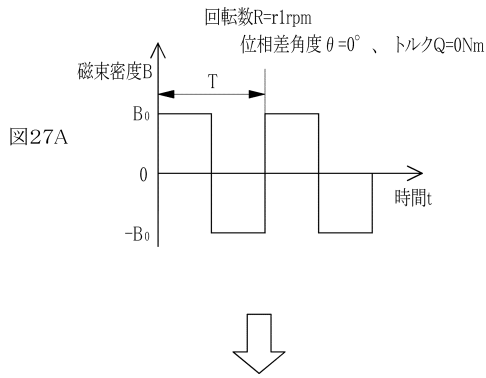 回転数R=r1rpm
位相差角度θ=0°、トルクQ=0Nm
磁束密度B
T
B₀
図27A
0
時間t
-B₀